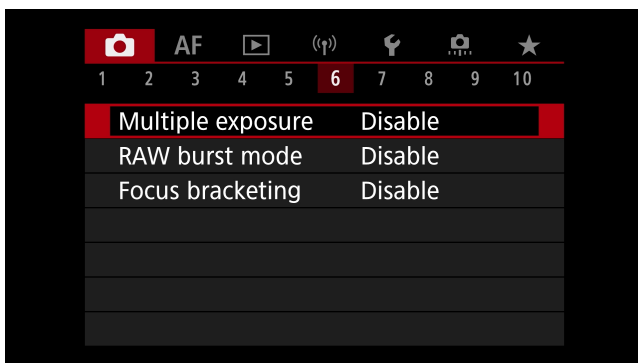 AF
1 2 3 4 5 6 7 8 9 10
Multiple exposure Disable
RAW burst mode Disable
Focus bracketing Disable